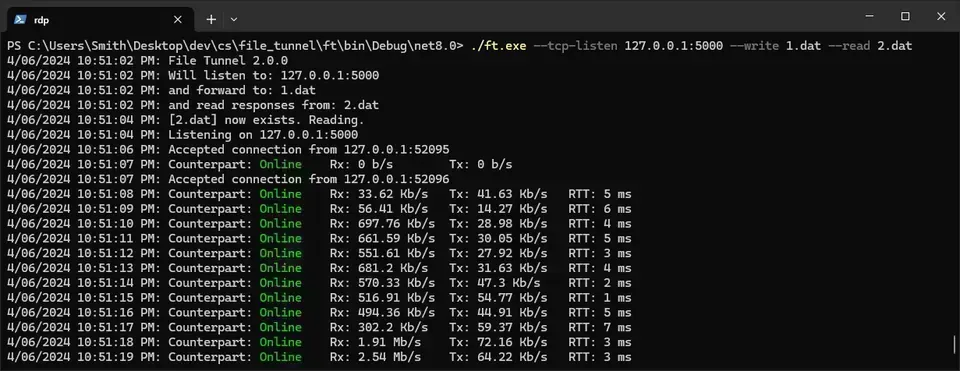 rdp
PS C:\Users\Smith\Desktop\dev\cs\file_tunnel\ft\bin\Debug\net8.0> ./ft.exe --tcp-listen 127.0.0.1:5000 --write 1.dat --read 2.dat
4/06/2024 10:51:02 PM: File Tunnel 2.0.0
4/06/2024 10:51:02 PM: Will listen to: 127.0.0.1:5000
4/06/2024 10:51:02 PM: and forward to: 1.dat
4/06/2024 10:51:02 PM: and read responses from: 2.dat
4/06/2024 10:51:04 PM: [2.dat] now exists. Reading.
4/06/2024 10:51:04 PM: Listening on 127.0.0.1:5000
4/06/2024 10:51:06 PM: Accepted connection from 127.0.0.1:52095
4/06/2024 10:51:07 PM: Counterpart: Online    Rx: 0 b/s       Tx: 0 b/s
4/06/2024 10:51:07 PM: Accepted connection from 127.0.0.1:52096
4/06/2024 10:51:08 PM: Counterpart: Online    Rx: 33.62 Kb/s  Tx: 41.63 Kb/s   RTT: 5 ms
4/06/2024 10:51:09 PM: Counterpart: Online    Rx: 56.41 Kb/s  Tx: 14.27 Kb/s   RTT: 6 ms
4/06/2024 10:51:10 PM: Counterpart: Online    Rx: 697.76 Kb/s Tx: 28.98 Kb/s   RTT: 4 ms
4/06/2024 10:51:11 PM: Counterpart: Online    Rx: 661.59 Kb/s Tx: 30.05 Kb/s   RTT: 5 ms
4/06/2024 10:51:12 PM: Counterpart: Online    Rx: 551.61 Kb/s Tx: 27.92 Kb/s   RTT: 3 ms
4/06/2024 10:51:13 PM: Counterpart: Online    Rx: 681.2 Kb/s  Tx: 31.63 Kb/s   RTT: 4 ms
4/06/2024 10:51:14 PM: Counterpart: Online    Rx: 570.33 Kb/s Tx: 47.3 Kb/s    RTT: 2 ms
4/06/2024 10:51:15 PM: Counterpart: Online    Rx: 516.91 Kb/s Tx: 54.77 Kb/s   RTT: 1 ms
4/06/2024 10:51:16 PM: Counterpart: Online    Rx: 494.36 Kb/s Tx: 44.91 Kb/s   RTT: 5 ms
4/06/2024 10:51:17 PM: Counterpart: Online    Rx: 302.2 Kb/s  Tx: 59.37 Kb/s   RTT: 7 ms
4/06/2024 10:51:18 PM: Counterpart: Online    Rx: 1.91 Mb/s   Tx: 72.16 Kb/s   RTT: 3 ms
4/06/2024 10:51:19 PM: Counterpart: Online    Rx: 2.54 Mb/s   Tx: 64.22 Kb/s   RTT: 3 ms